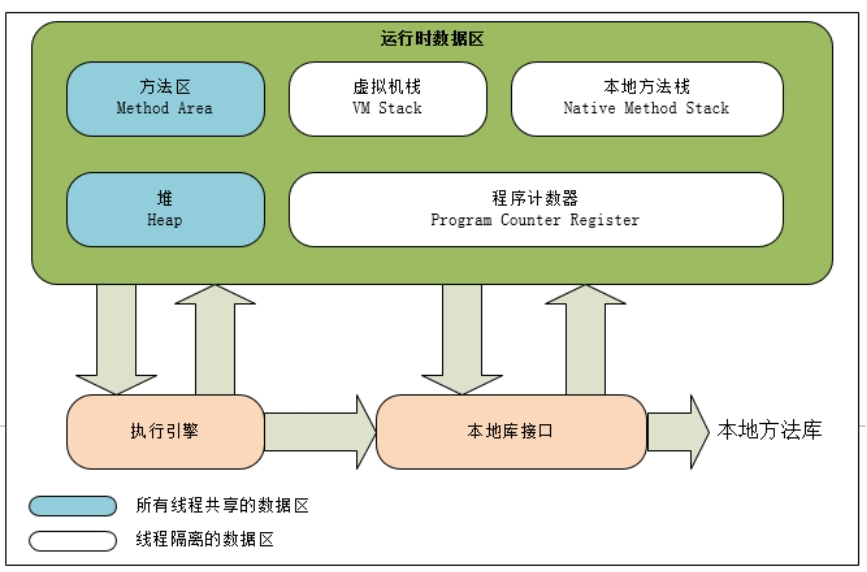 运行时数据区
方法区
Method Area
虚拟机栈
VM Stack
本地方法栈
Native Method Stack
堆
Heap
程序计数器
Program Counter Register
执行引擎
本地库接口
本地方法库
所有线程共享的数据区
线程隔离的数据区